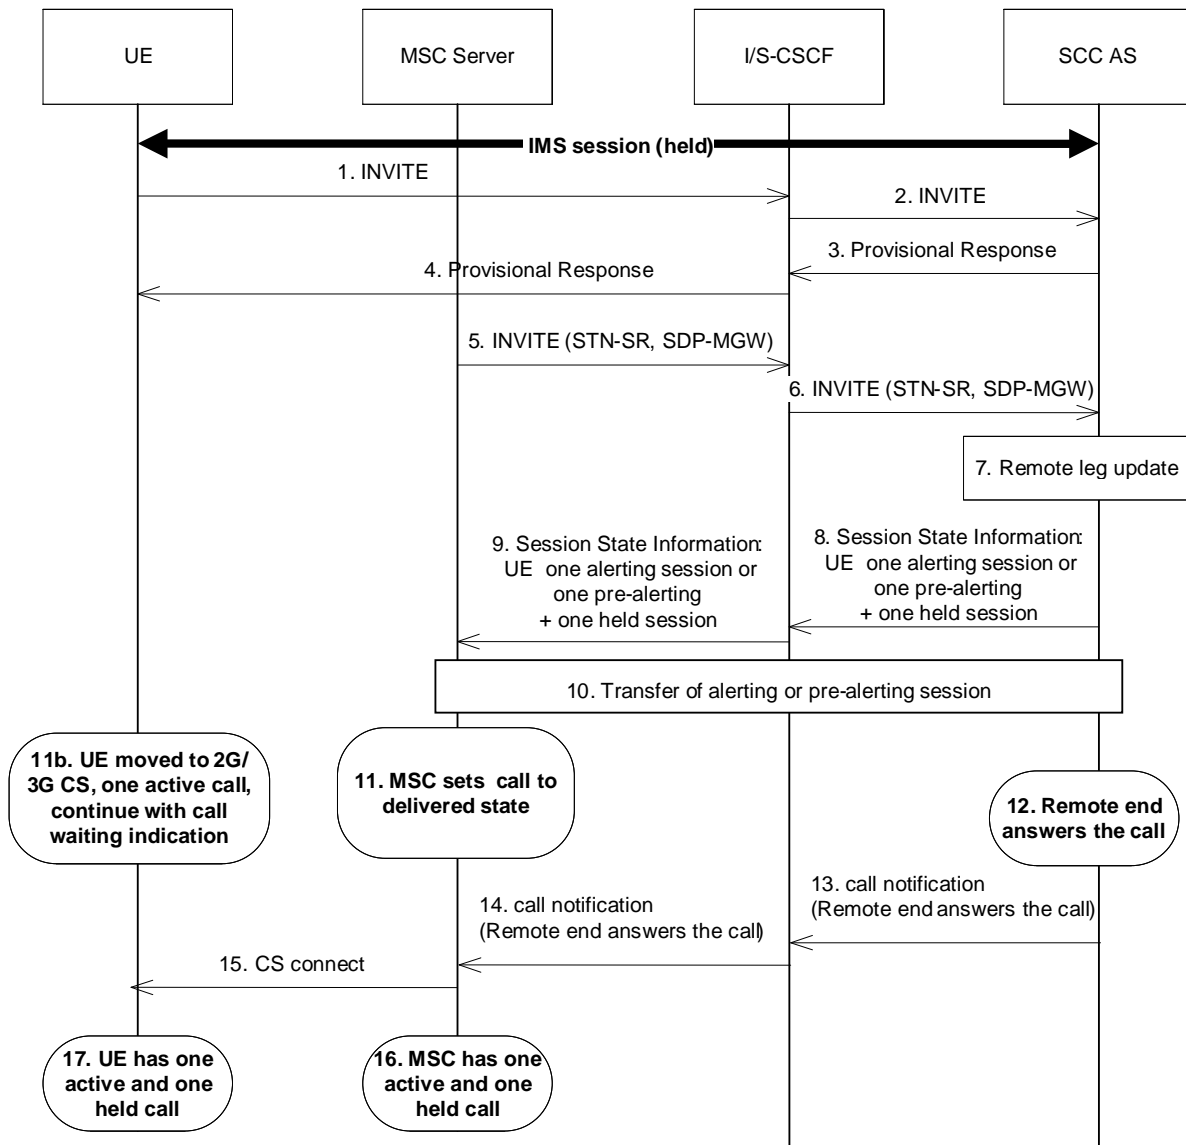 UE
MSC Server
I/S-CSCF
SCC AS
IMS session (held)
1. INVITE
2. INVITE
3. Provisional Response
4. Provisional Response
5. INVITE (STN-SR, SDP-MGW)
6. INVITE (STN-SR, SDP-MGW)
7. Remote leg update
8. Session State Information:
UE one alerting session or
one pre-alerting
+ one held session
9. Session State Information:
UE one alerting session or
one pre-alerting
+ one held session
10. Transfer of alerting or pre-alerting session
11b. UE moved to 2G/
3G CS, one active call,
continue with call
waiting indication
11. MSC sets call to
delivered state
12. Remote end
answers the call
13. call notification
(Remote end answers the call)
14. call notification
(Remote end answers the call)
15. CS connect
17. UE has one
active and one
held call
16. MSC has one
active and one
held call